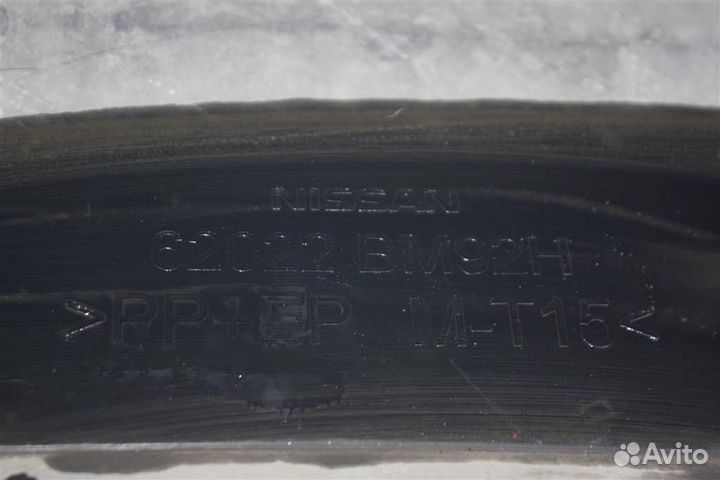 NISSAN
62022 BM92H
>PP+EP M-T15<
Avito